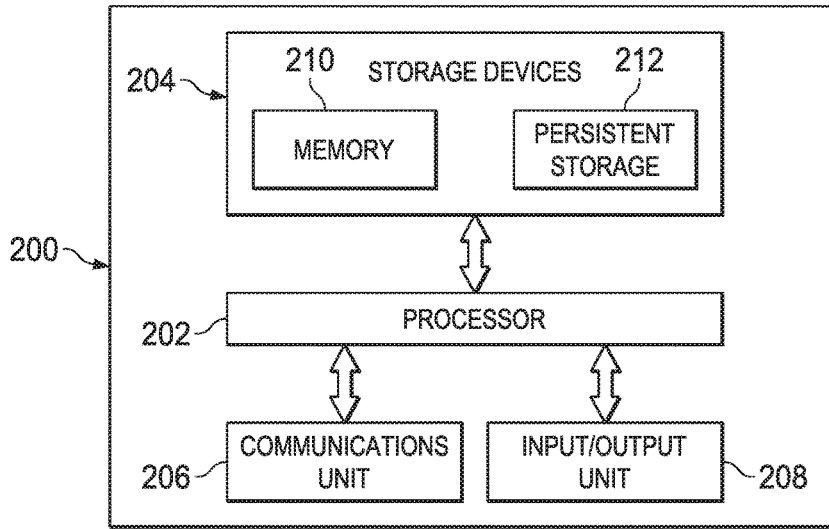 210
212
204
STORAGE DEVICES
MEMORY
PERSISTENT
STORAGE
200
202
PROCESSOR
COMMUNICATIONS
UNIT
INPUT/OUTPUT
UNIT
206
208